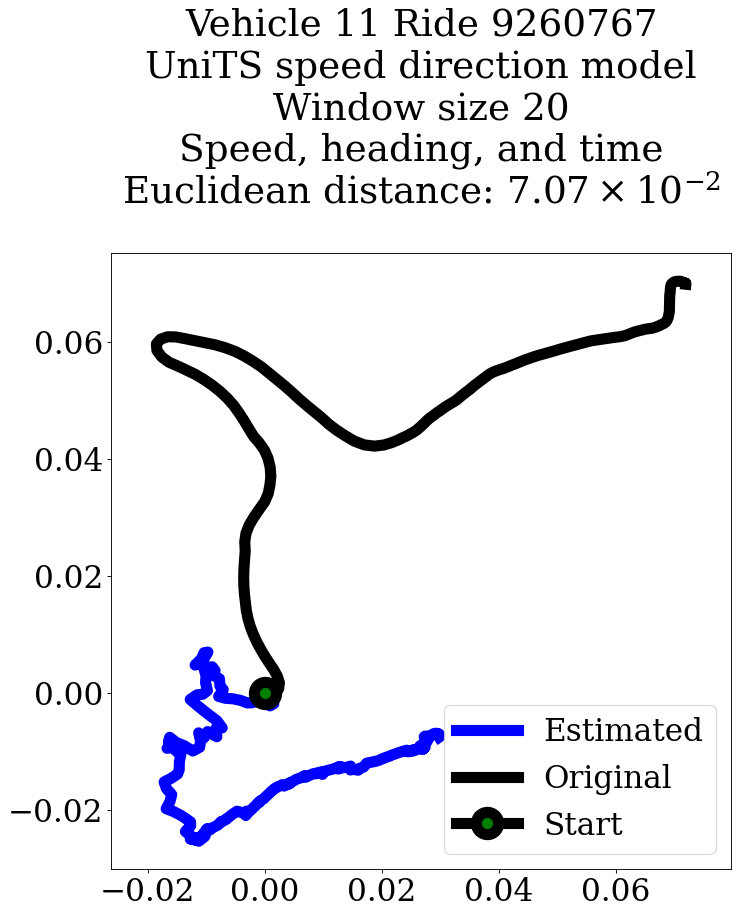 Vehicle 11 Ride 9260767
UniTS speed direction model
Window size 20
Speed, heading, and time
Euclidean distance: 7.07 × 10⁻²
0.06
0.04
0.02
0.00
−0.02
Estimated
Original
Start
−0.02 0.00 0.02 0.04 0.06